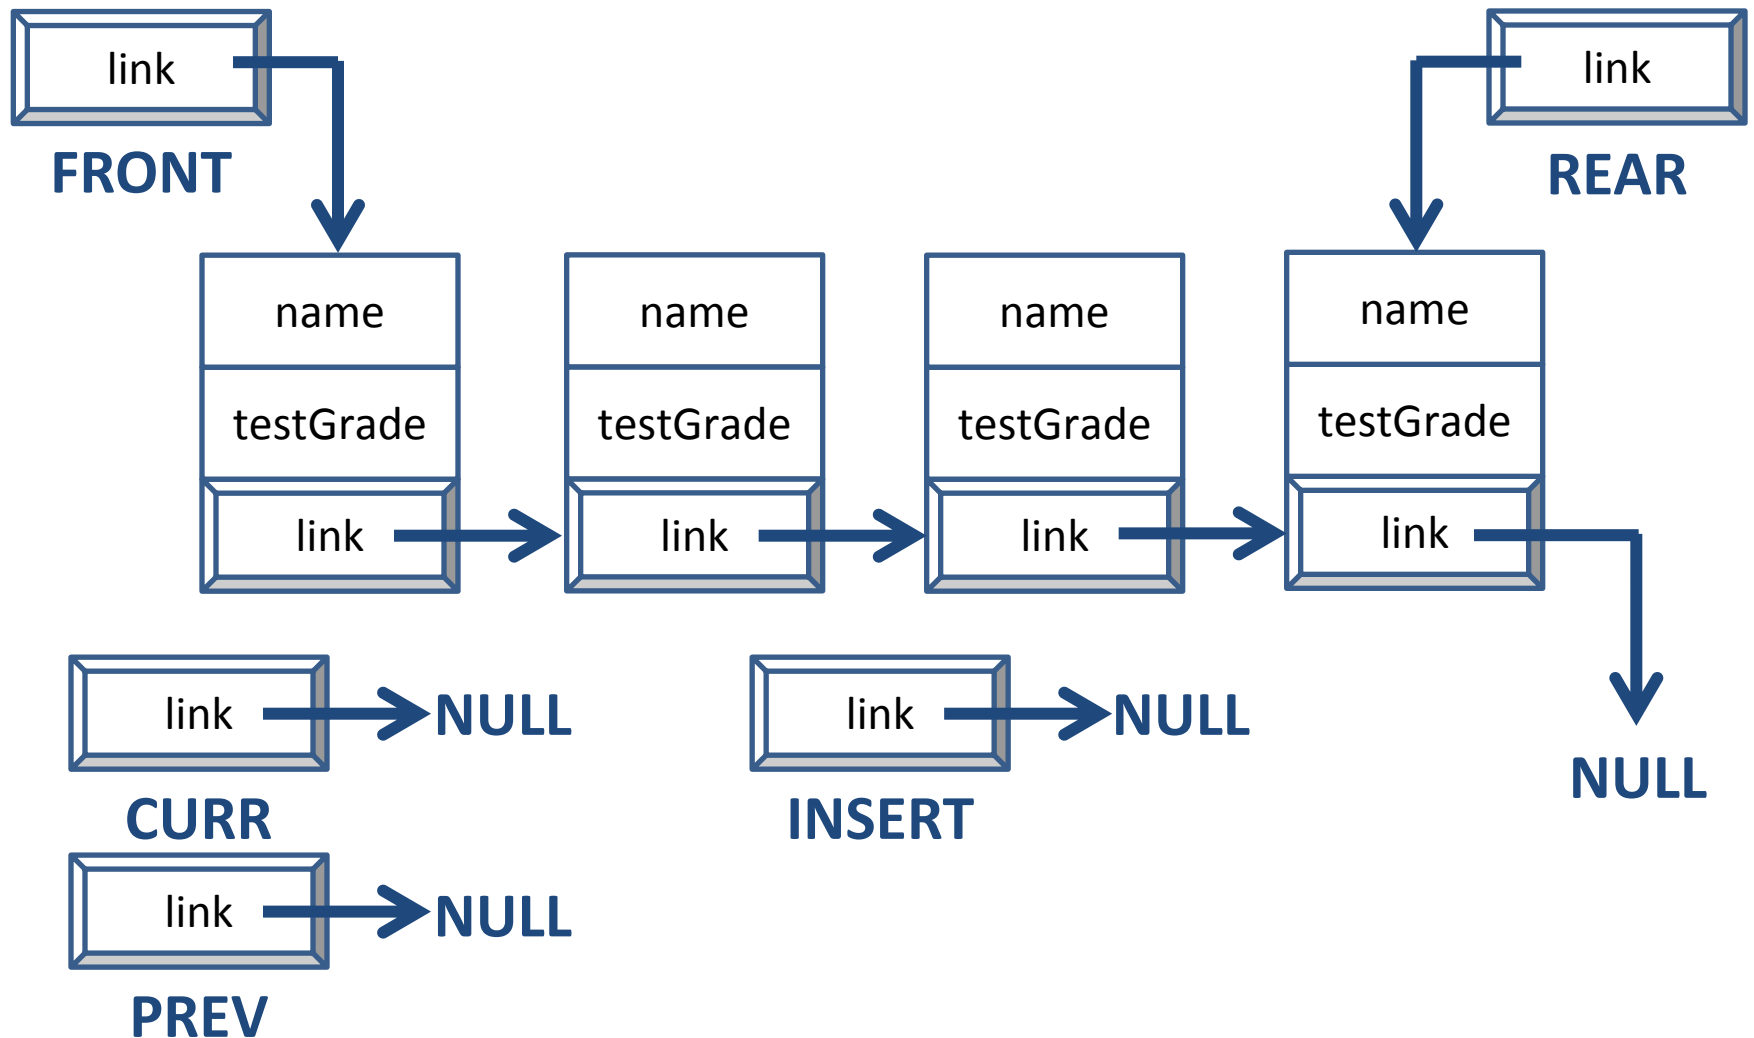 link
link
FRONT
REAR
name
name
name
name
testGrade
testGrade
testGrade
testGrade
link
link
link
link
link
NULL
link
NULL
NULL
CURR
INSERT
link
NULL
PREV